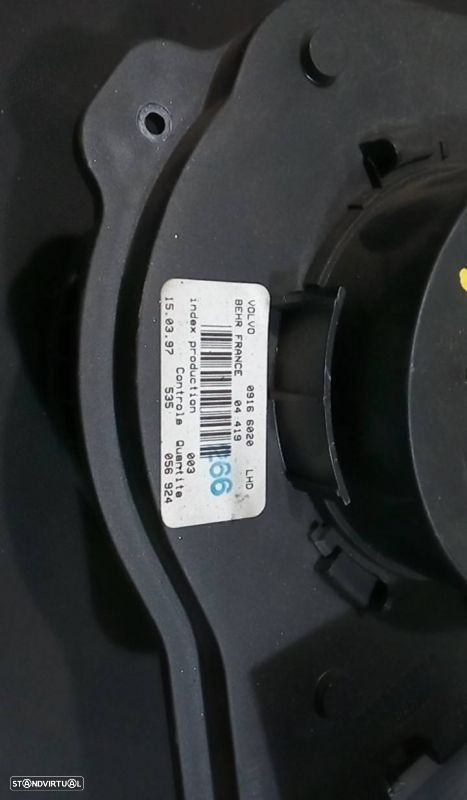 VOLVO 0916 6020 LHD
BEHR FRANCE 04 419
index production 003
Controle Quantite
15.03.97 535 056 924
STANDVIRTUAL